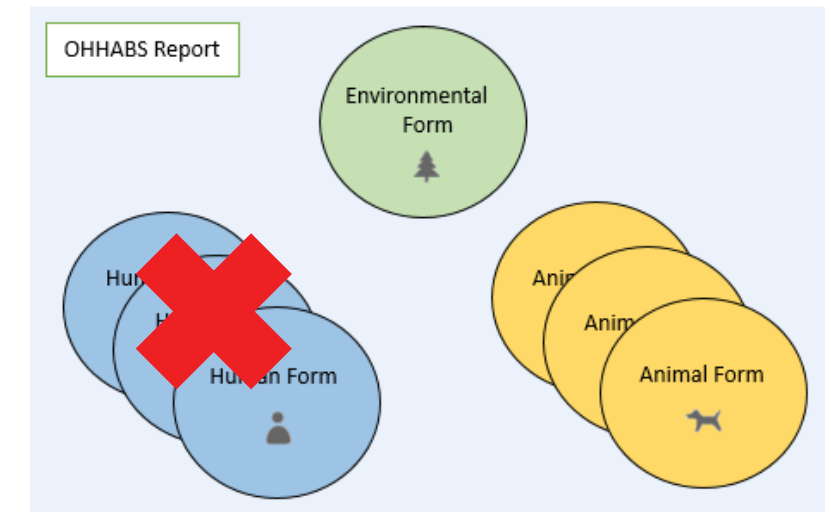 OHHABS Report
Environmental
Form
Human Form
Animal Form